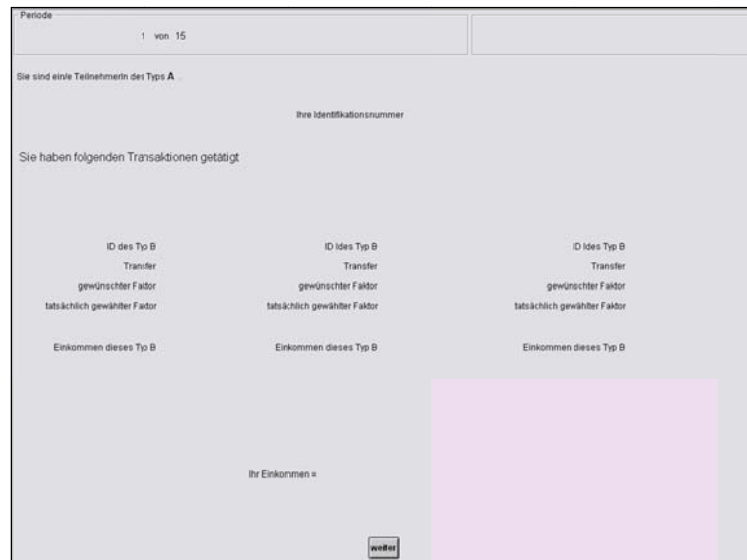 Periode
1 von 15
Sie sind ein/e TeilnehmerIn des Typs A
Ihre Identifikationsnummer
Sie haben folgenden Transaktionen getätigt
ID des Typ B ID ldes Typ B ID ldes Typ B
Transfer Transfer Transfer
gewünschter Faktor gewünschter Faktor gewünschter Faktor
tatsächlich gewählter Faktor tatsächlich gewählter Faktor tatsächlich gewählter Faktor
Einkommen dieses Typ B Einkommen dieses Typ B Einkommen dieses Typ B
Ihr Einkommen =
weiter